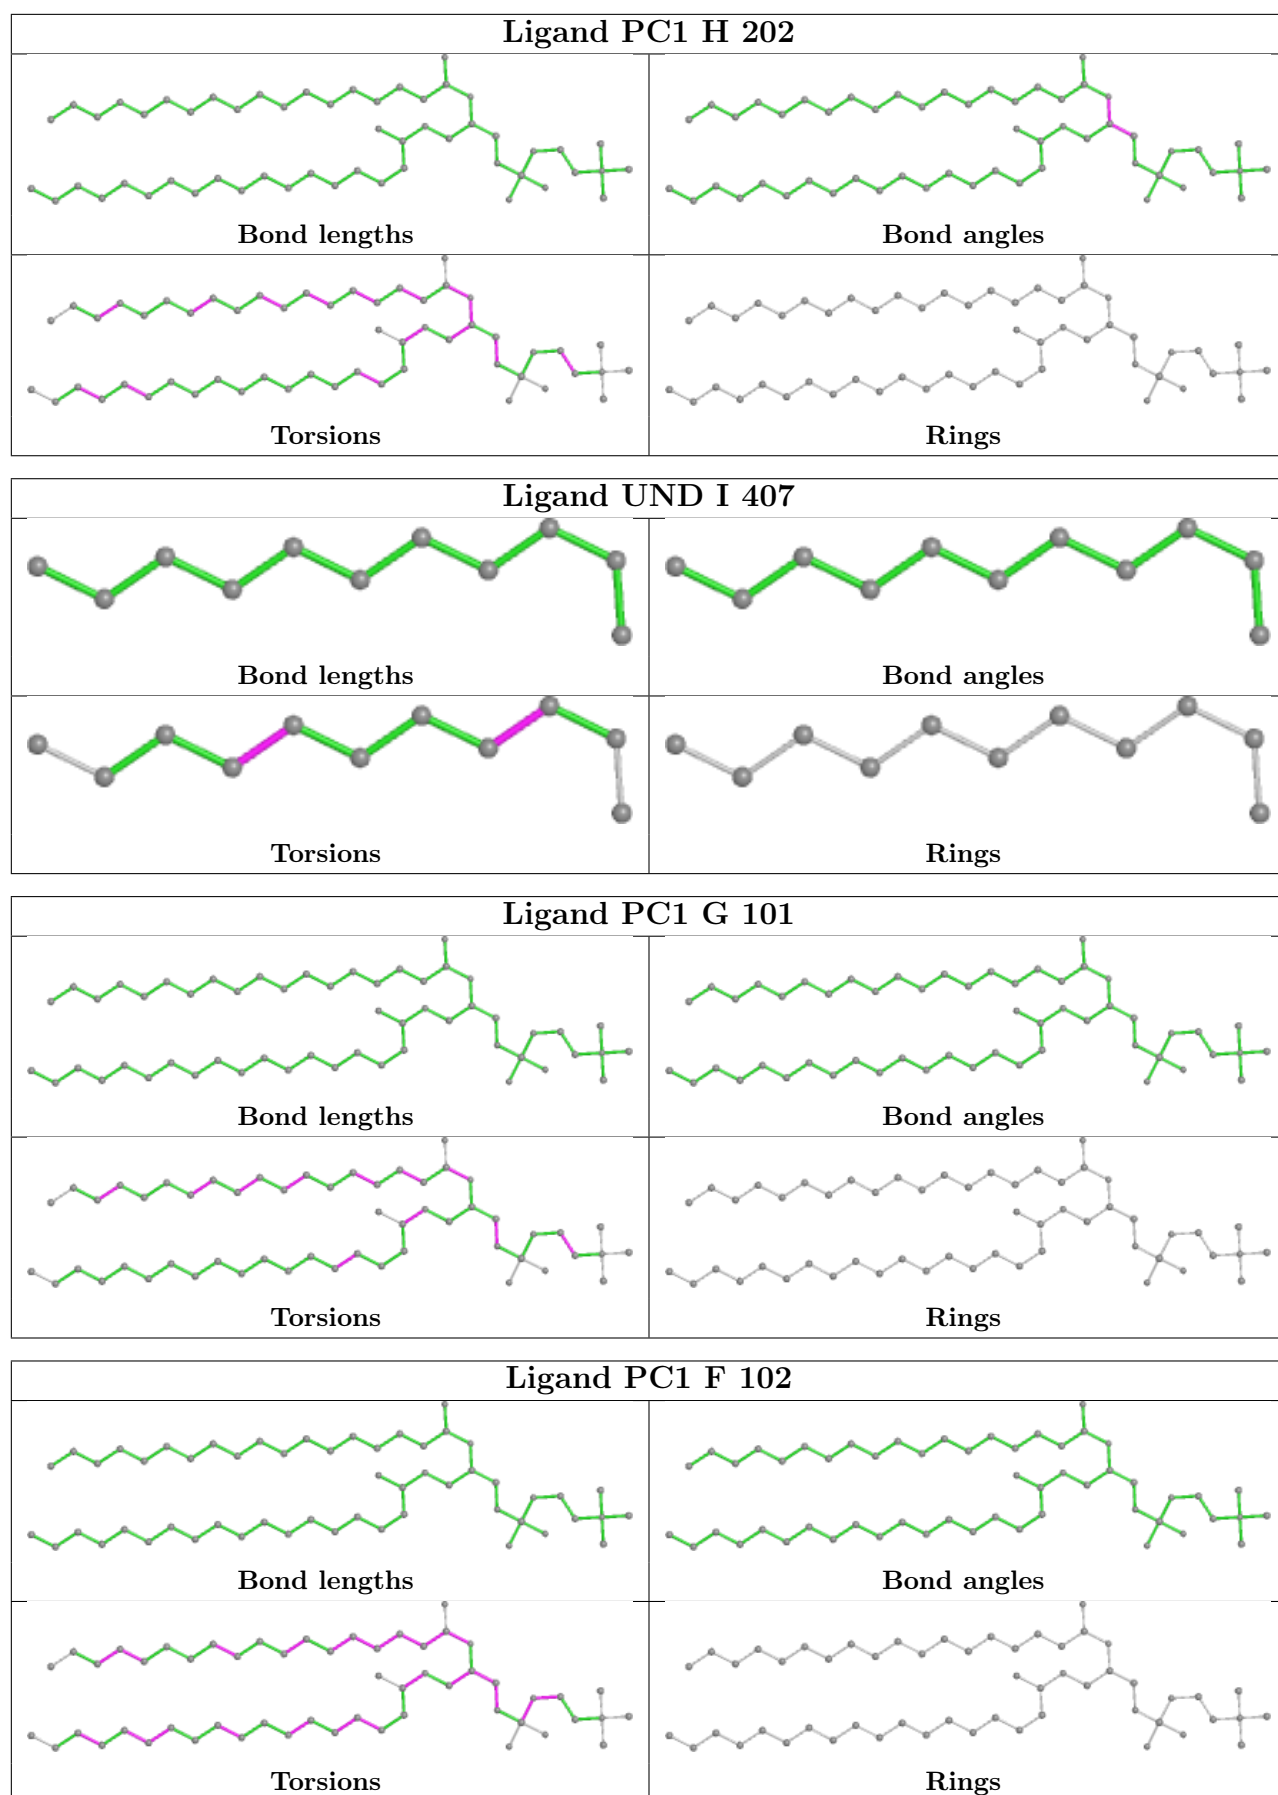 Ligand PC1 H 202
Bond lengths Bond angles
Torsions Rings
Ligand UND I 407
Bond lengths Bond angles
Torsions Rings
Ligand PC1 G 101
Bond lengths Bond angles
Torsions Rings
Ligand PC1 F 102
Bond lengths Bond angles
Torsions Rings